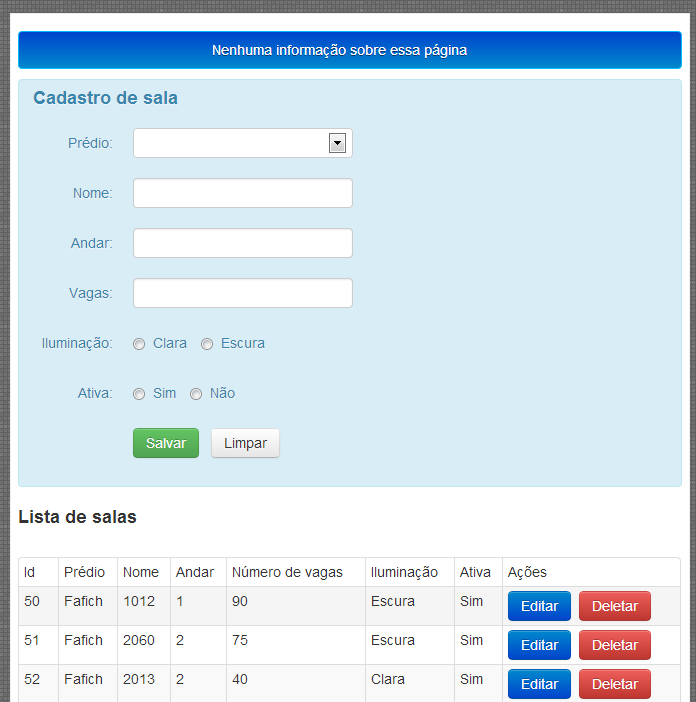 Nenhuma informação sobre essa página
Cadastro de sala
Prédio:
Nome:
Andar:
Vagas:
Iluminação: Clara Escura
Ativa: Sim Não
Salvar Limpar
Lista de salas
Id Prédio Nome Andar Número de vagas Iluminação Ativa Ações
50 Fafich 1012 1 90 Escura Sim Editar Deletar
51 Fafich 2060 2 75 Escura Sim Editar Deletar
52 Fafich 2013 2 40 Clara Sim Editar Deletar